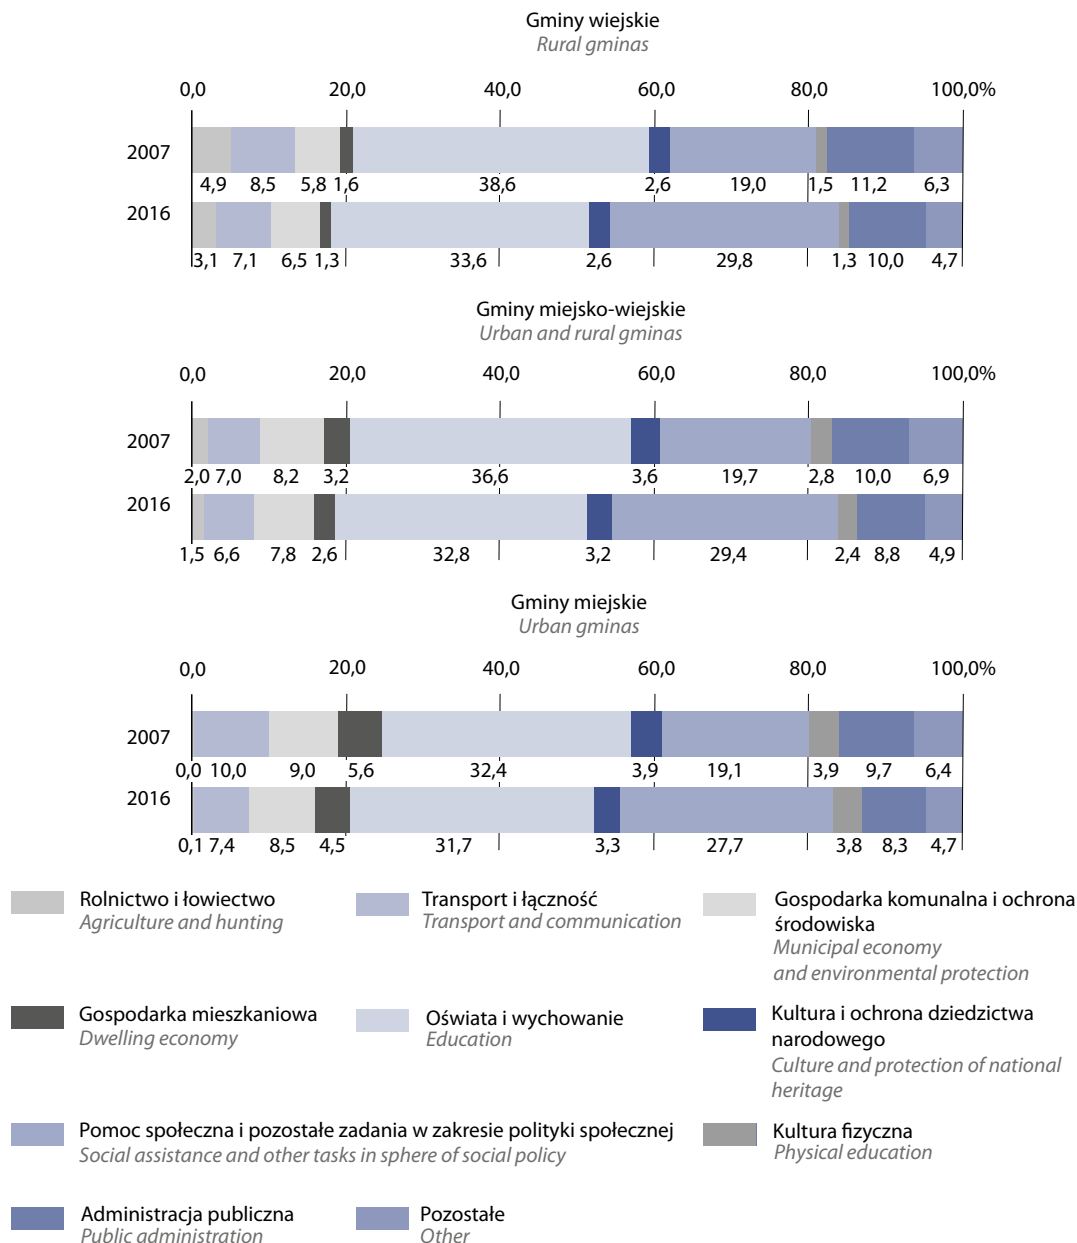 Gminy wiejskie
Rural gminas
0,0 20,0 40,0 60,0 80,0 100,0%
2007
4,9 8,5 5,8 1,6 38,6 2,6 19,0 1,5 11,2 6,3
2016
3,1 7,1 6,5 1,3 33,6 2,6 29,8 1,3 10,0 4,7
Gminy miejsko-wiejskie
Urban and rural gminas
0,0 20,0 40,0 60,0 80,0 100,0%
2007
2,0 7,0 8,2 3,2 36,6 3,6 19,7 2,8 10,0 6,9
2016
1,5 6,6 7,8 2,6 32,8 3,2 29,4 2,4 8,8 4,9
Gminy miejskie
Urban gminas
0,0 20,0 40,0 60,0 80,0 100,0%
2007
0,0 10,0 9,0 5,6 32,4 3,9 19,1 3,9 9,7 6,4
2016
0,1 7,4 8,5 4,5 31,7 3,3 27,7 3,8 8,3 4,7
Rolnictwo i łowiectwo
Agriculture and hunting
Transport i łączność
Transport and communication
Gospodarka komunalna i ochrona
środowiska
Municipal economy
and environmental protection
Gospodarka mieszkaniowa
Dwelling economy
Oświata i wychowanie
Education
Kultura i ochrona dziedzictwa
narodowego
Culture and protection of national
heritage
Pomoc społeczna i pozostałe zadania w zakresie polityki społecznej
Social assistance and other tasks in sphere of social policy
Kultura fizyczna
Physical education
Administracja publiczna
Public administration
Pozostałe
Other